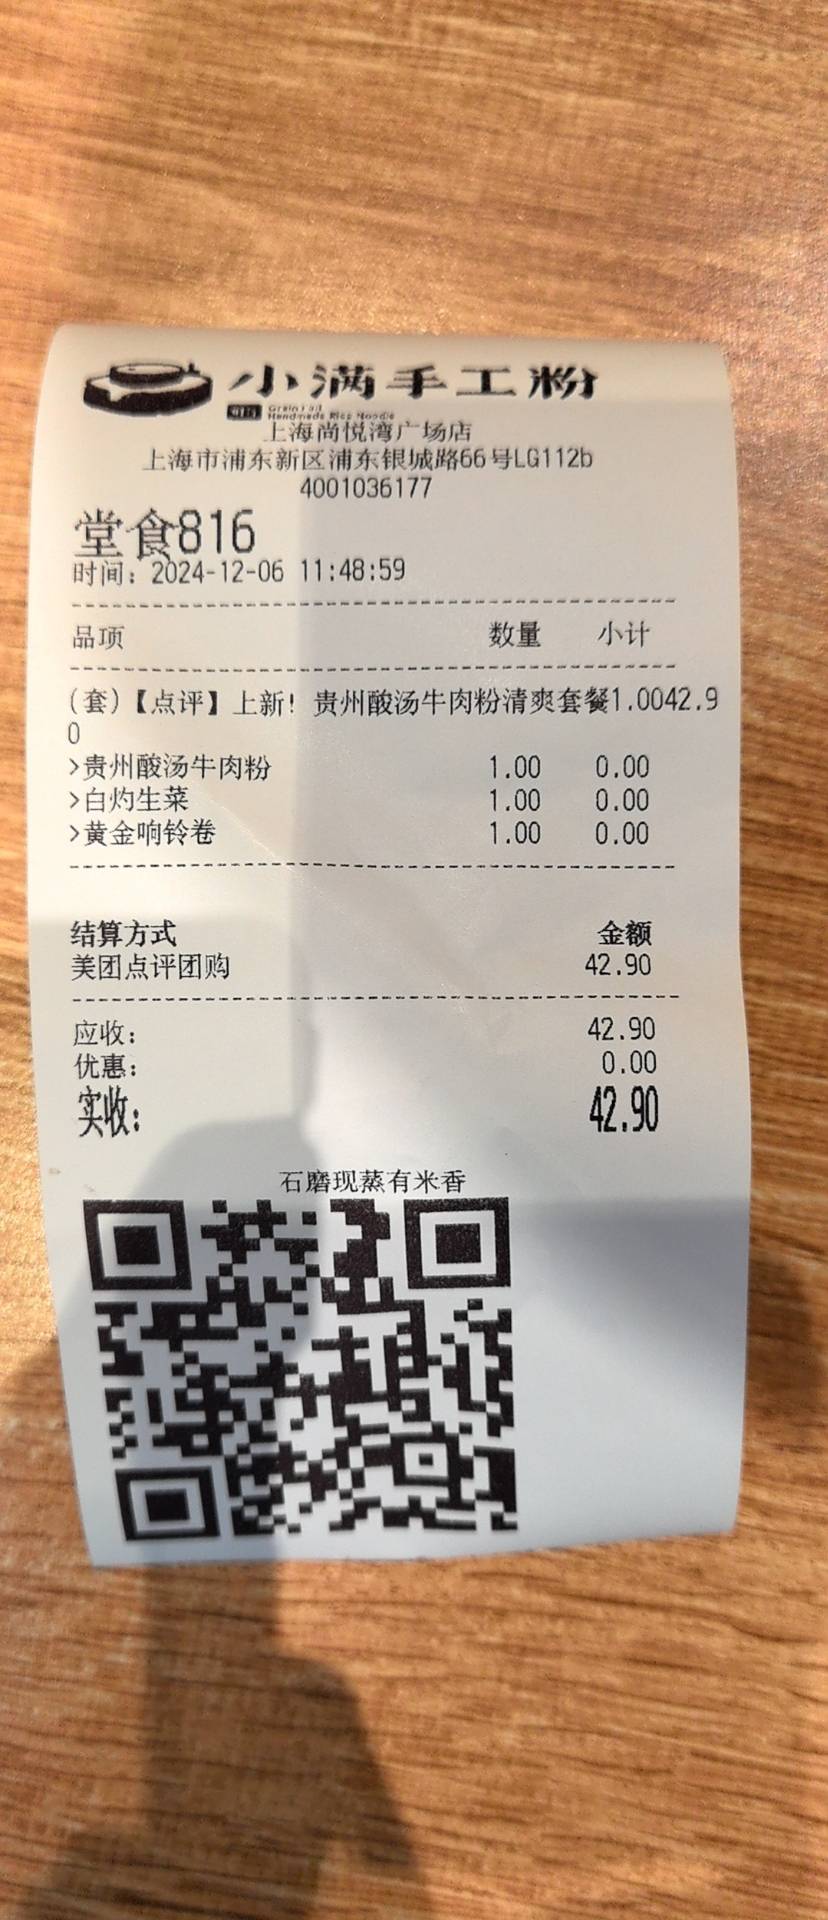 小满手工粉
Handmade Rice Noodle
上海尚悦湾广场店
上海市浦东新区浦东银城路66号LG112b
4001036177
堂食816
时间：2024-12-06 11:48:59
品项 数量 小计
(套)【点评】上新！贵州酸汤牛肉粉清爽套餐1.0042.9
0
>贵州酸汤牛肉粉 1.00 0.00
>白灼生菜 1.00 0.00
>黄金响铃卷 1.00 0.00
结算方式 金额
美团点评团购 42.90
应收： 42.90
优惠： 0.00
实收： 42.90
石磨现蒸有米香